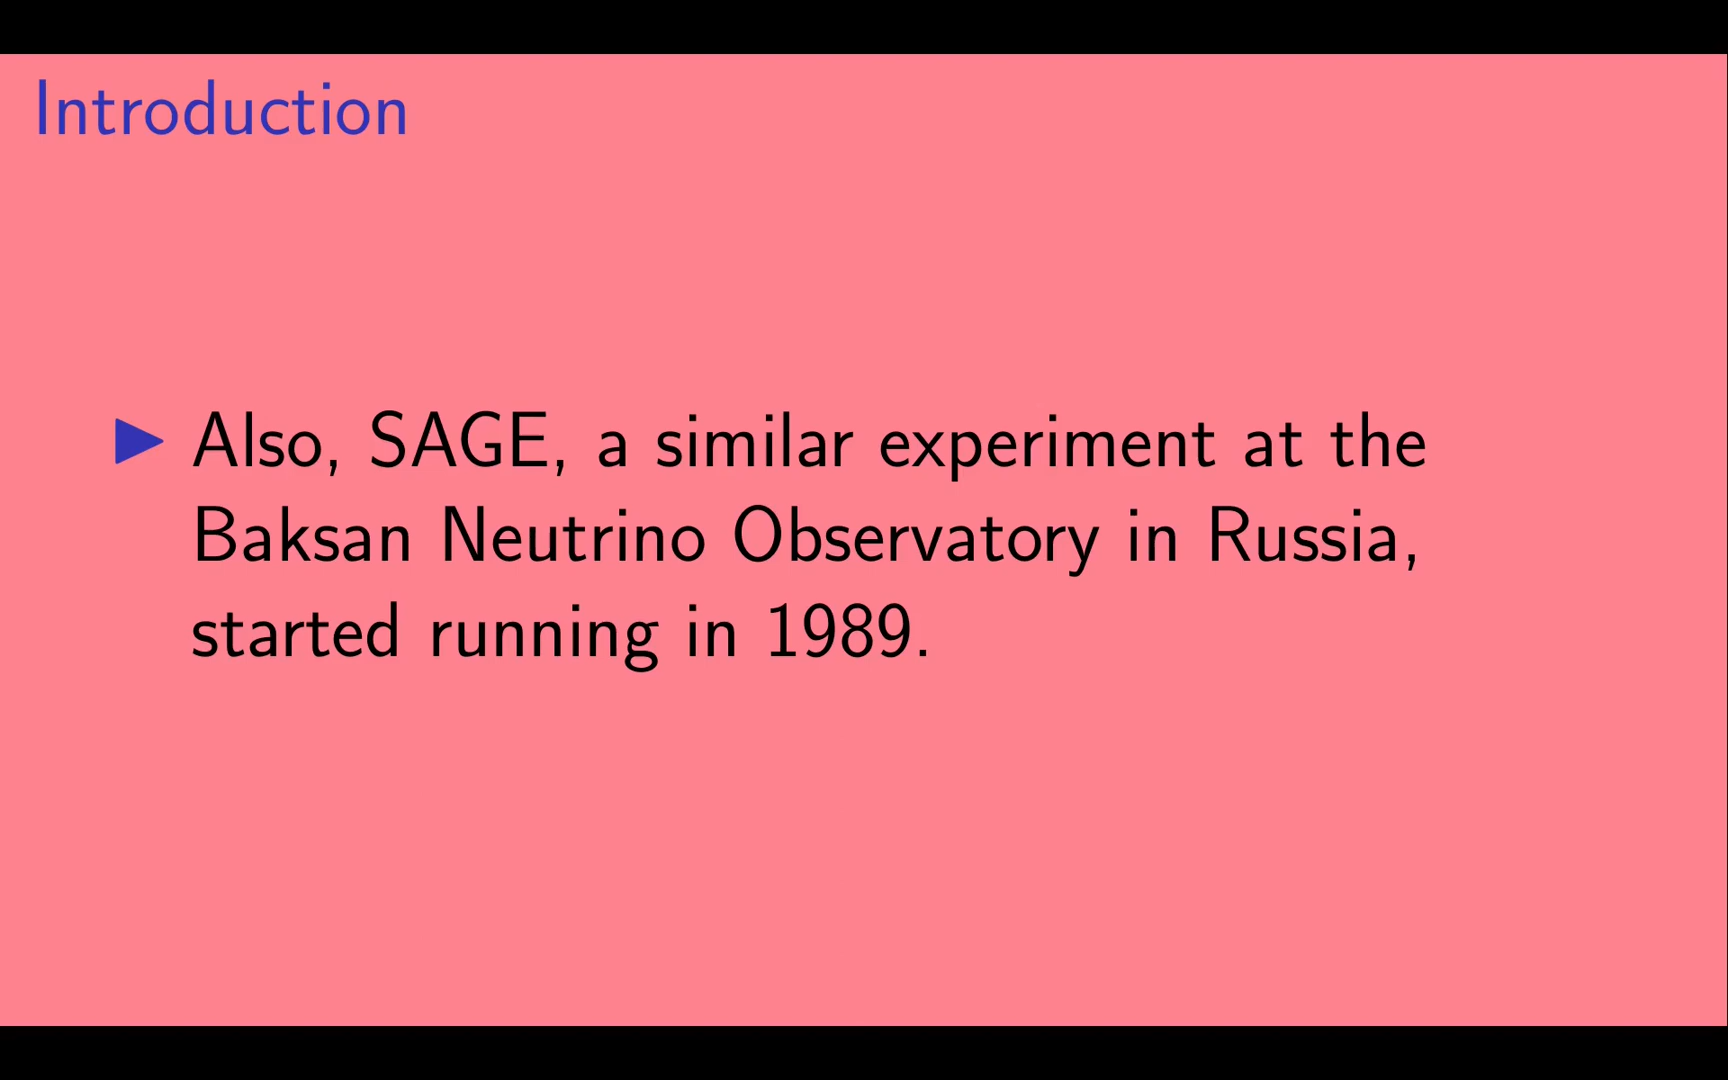 Introduction
Also, SAGE, a similar experiment at the
Baksan Neutrino Observatory in Russia,
started running in 1989.